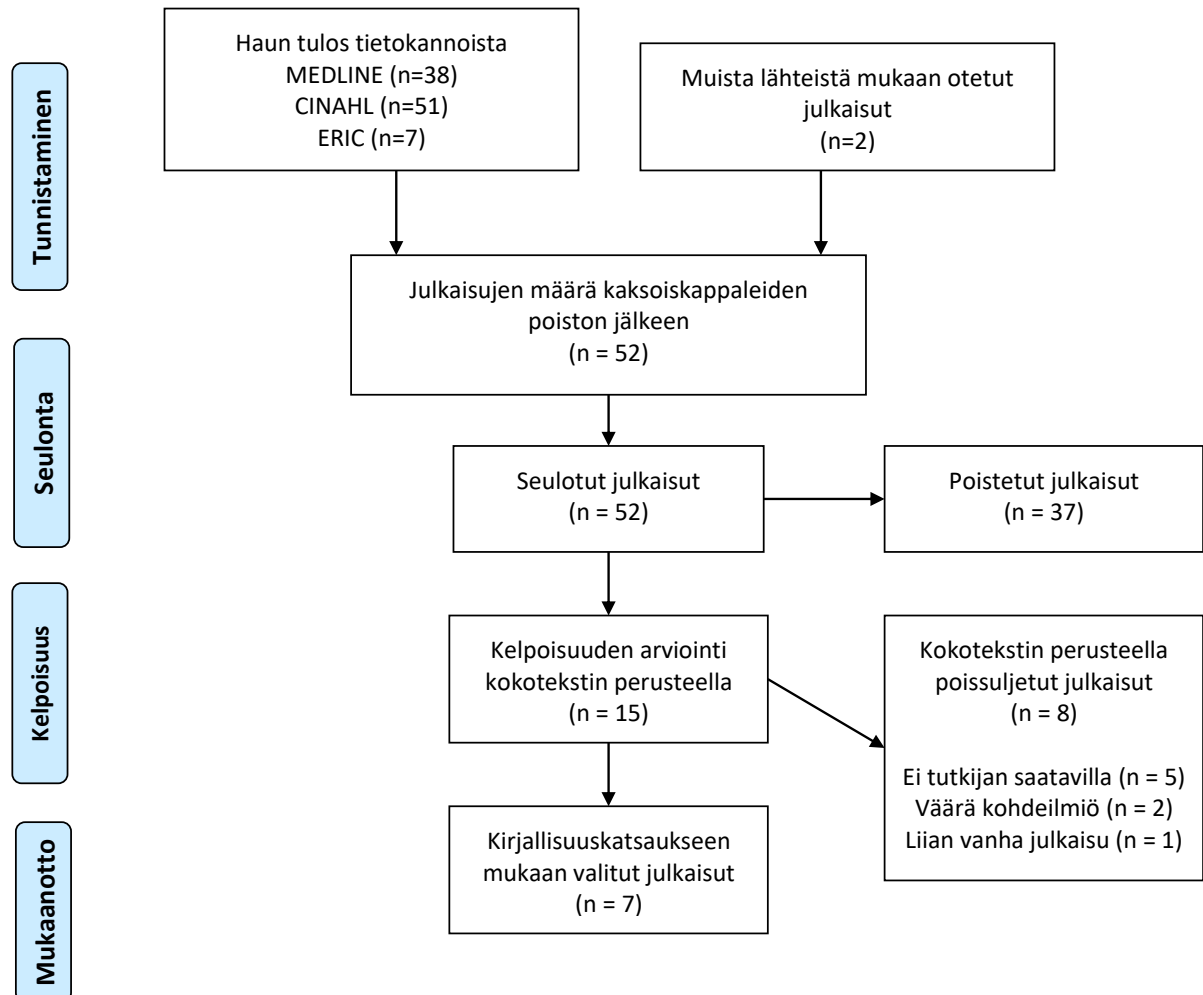 Haun tulos tietokannoista
MEDLINE (n=38)
CINAHL (n=51)
ERIC (n=7)
Muista lähteistä mukaan otetut
julkaisut
(n=2)
Tunnistaminen
Julkaisujen määrä kaksoiskappaleiden
poiston jälkeen
(n = 52)
Seulonta
Seulotut julkaisut
(n = 52)
Poistetut julkaisut
(n = 37)
Kelpoisuus
Kelpoisuuden arviointi
kokotekstin perusteella
(n = 15)
Kokotekstin perusteella
poissuljetut julkaisut
(n = 8)
Ei tutkijan saatavilla (n = 5)
Väärä kohdeilmiö (n = 2)
Liian vanha julkaisu (n = 1)
Mukaanotto
Kirjallisuuskatsaukseen
mukaan valitut julkaisut
(n = 7)